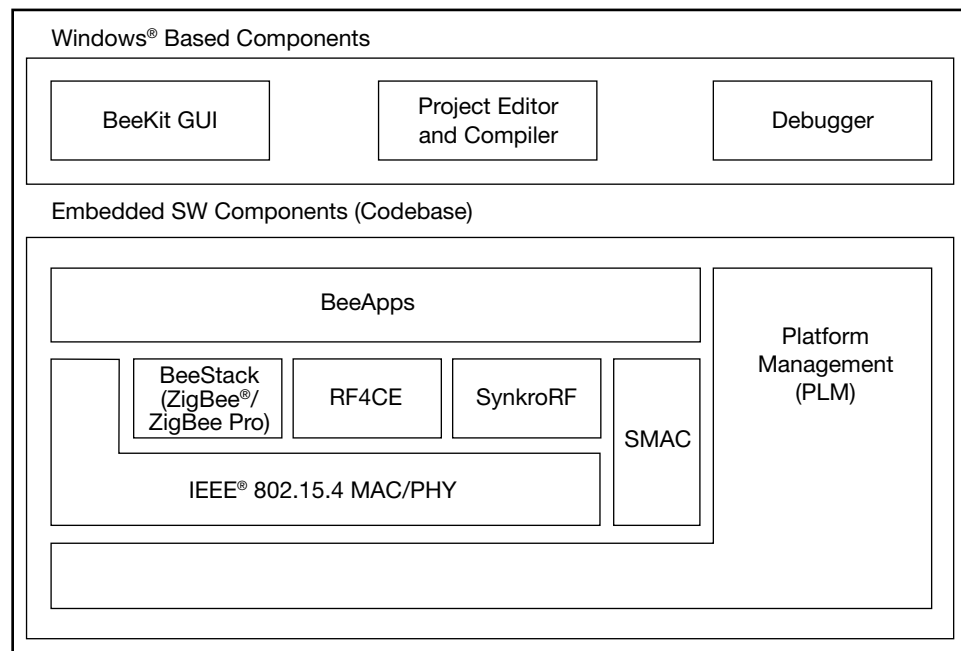 Windows® Based Components
BeeKit GUI
Project Editor
and Compiler
Debugger
Embedded SW Components (Codebase)
BeeApps
Platform
Management
(PLM)
BeeStack
(ZigBee®/
ZigBee Pro)
RF4CE
SynkroRF
SMAC
IEEE® 802.15.4 MAC/PHY